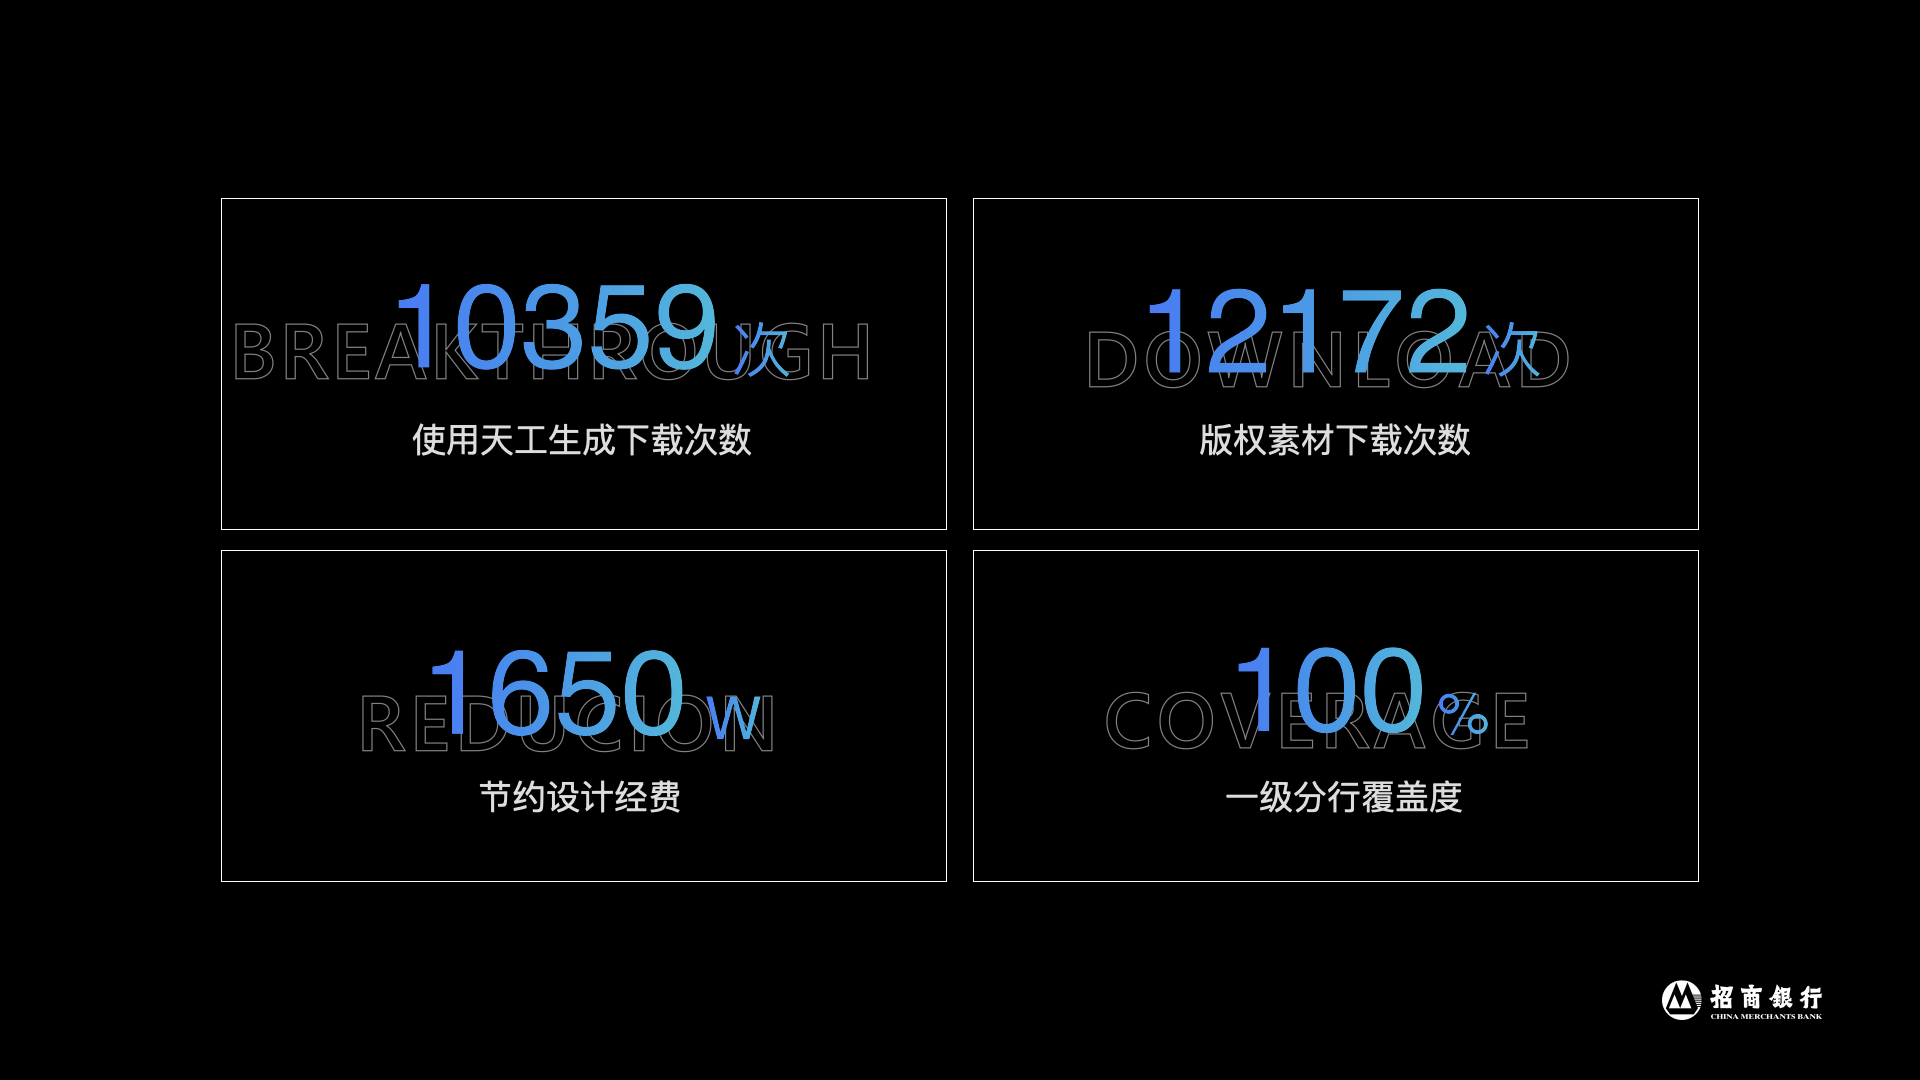 BREAKTHROUGH
10359次
使用天工生成下载次数
DOWNLOAD
12172次
版权素材下载次数
REDUCION
1650W
节约设计经费
COVERAGE
100%
一级分行覆盖度
招商銀行
CHINA MERCHANTS BANK